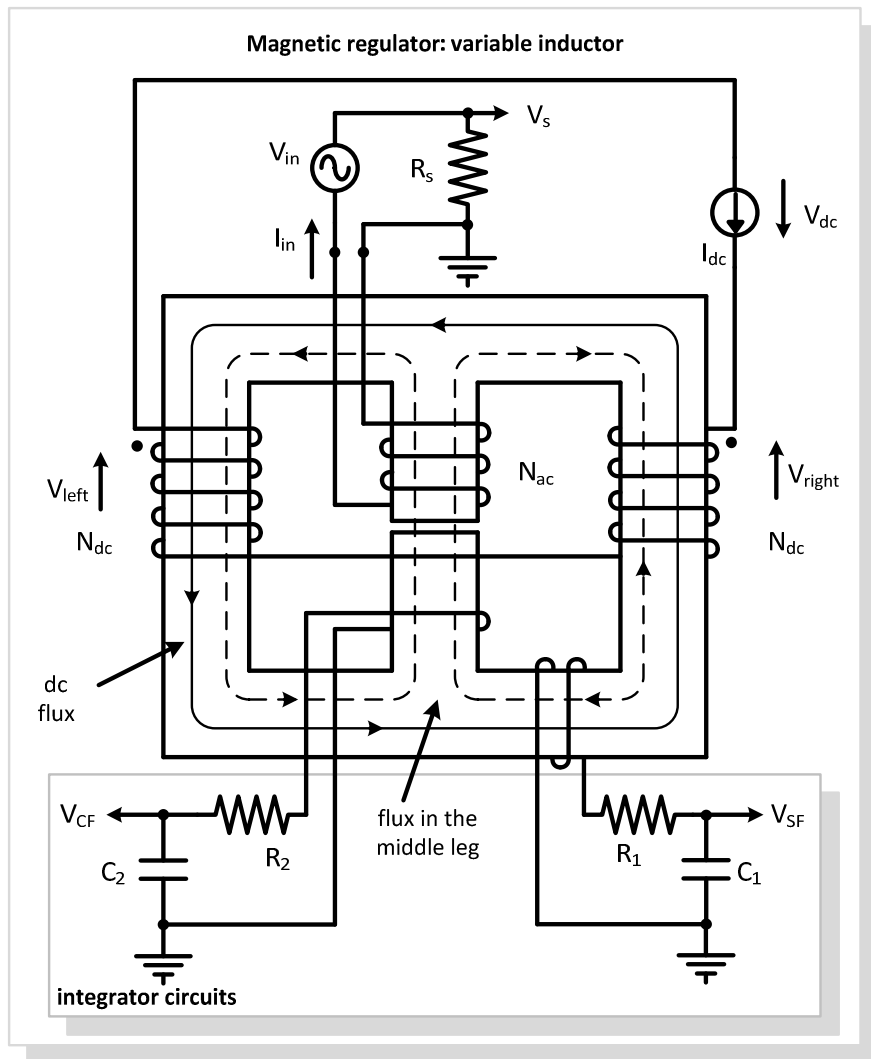 Magnetic regulator: variable inductor
Vs
Vin
Rs
Iin
Vdc
Idc
Nac
Vleft
Vright
Ndc
Ndc
dc
flux
flux in the
middle leg
VCF
R2
C2
R1
VSF
C1
integrator circuits